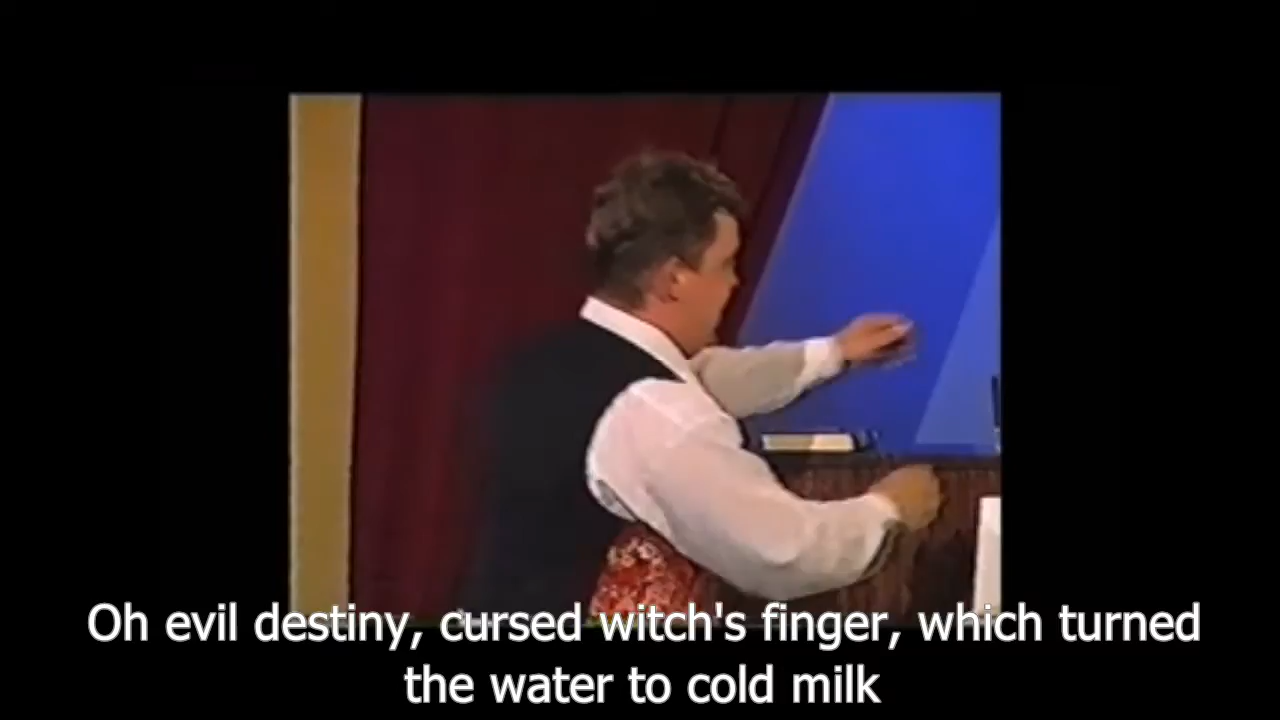 Oh evil destiny, cursed witch's finger, which turned
the water to cold milk